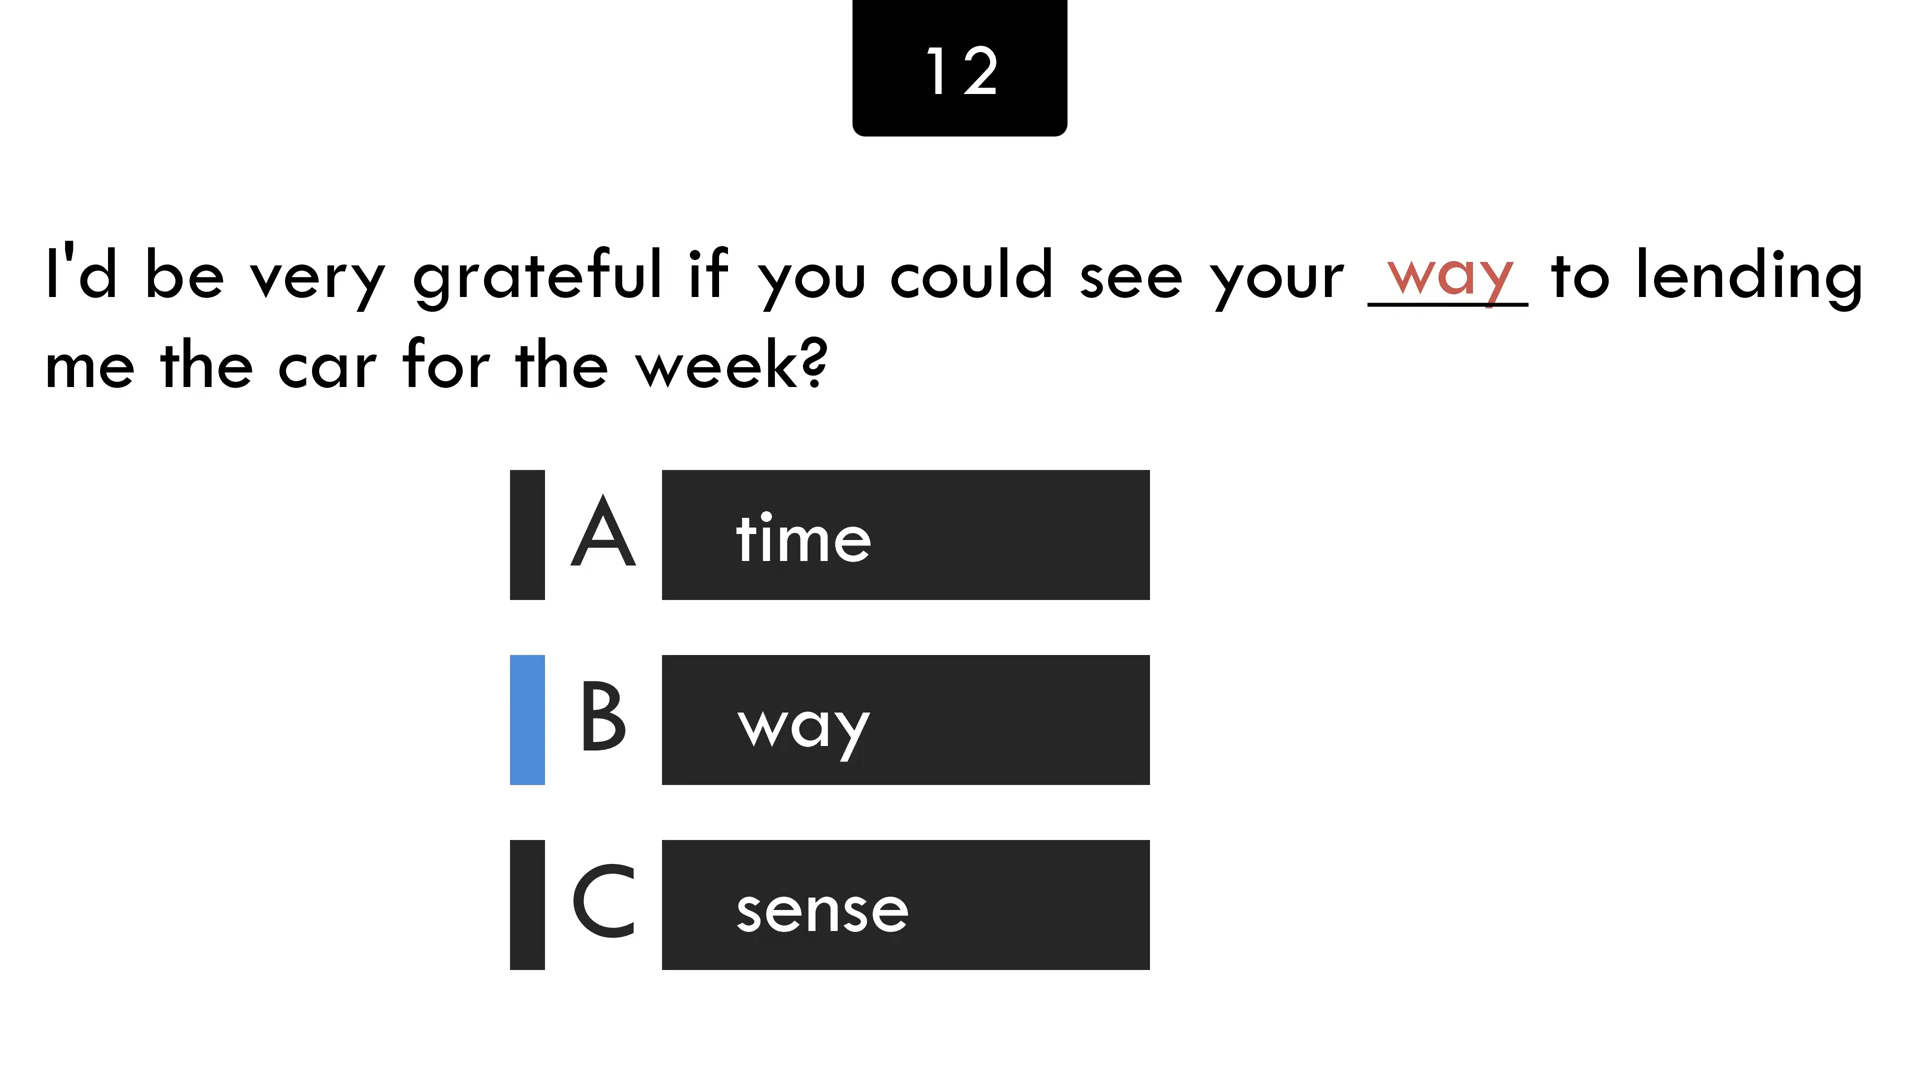 12
I'd be very grateful if you could see your way to lending
me the car for the week?
A time
B way
C sense